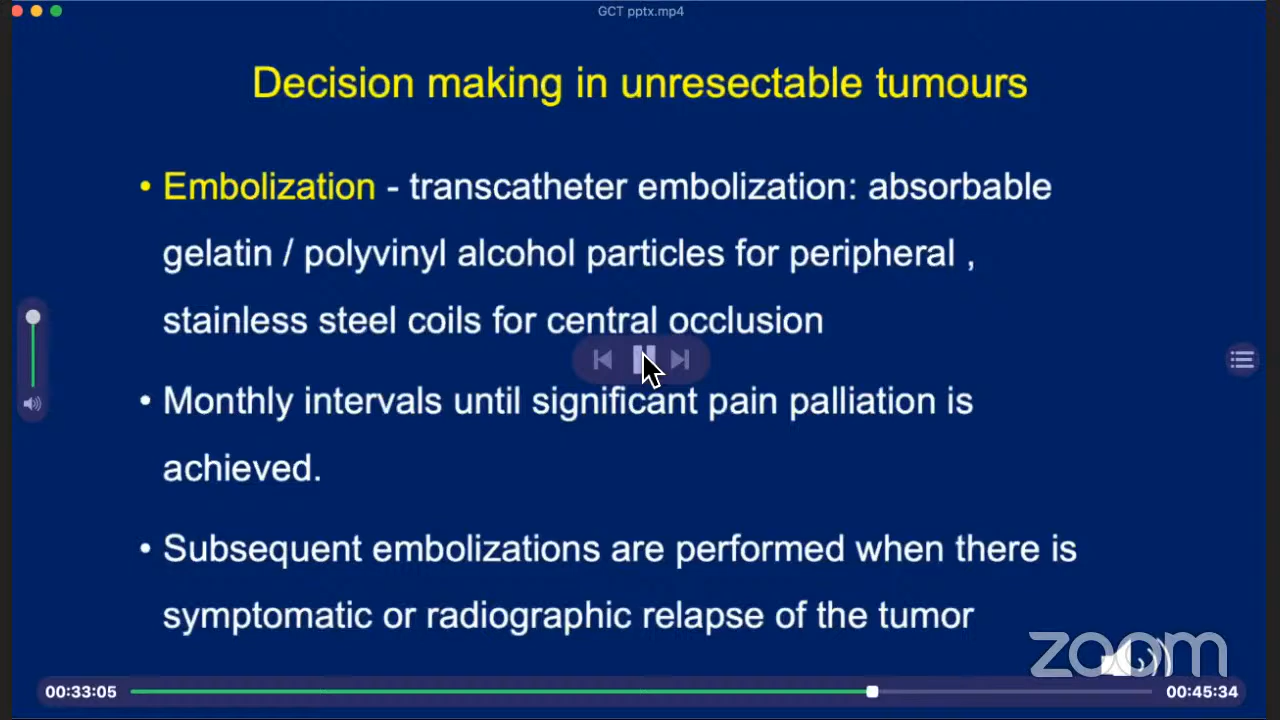 GCT pptx.mp4
Decision making in unresectable tumours
• Embolization - transcatheter embolization: absorbable
gelatin / polyvinyl alcohol particles for peripheral ,
stainless steel coils for central occlusion
• Monthly intervals until significant pain palliation is
achieved.
• Subsequent embolizations are performed when there is
symptomatic or radiographic relapse of the tumor
zoom
00:33:05
00:45:34